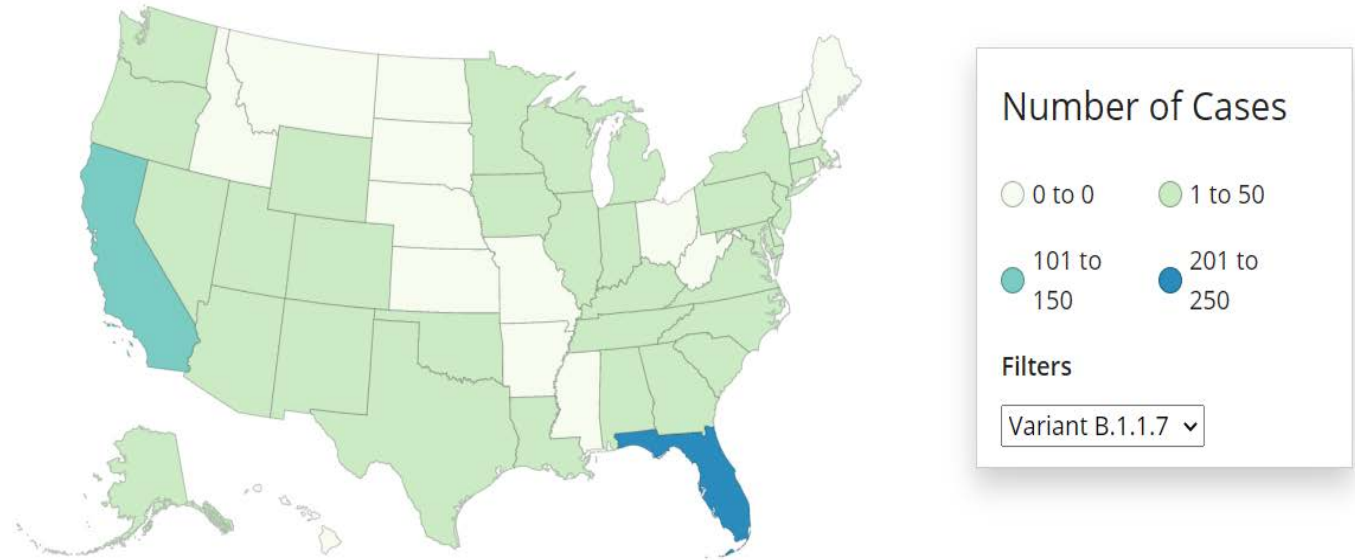 Number of Cases
0 to 0
1 to 50
101 to
150
201 to
250
Filters
Variant B.1.1.7